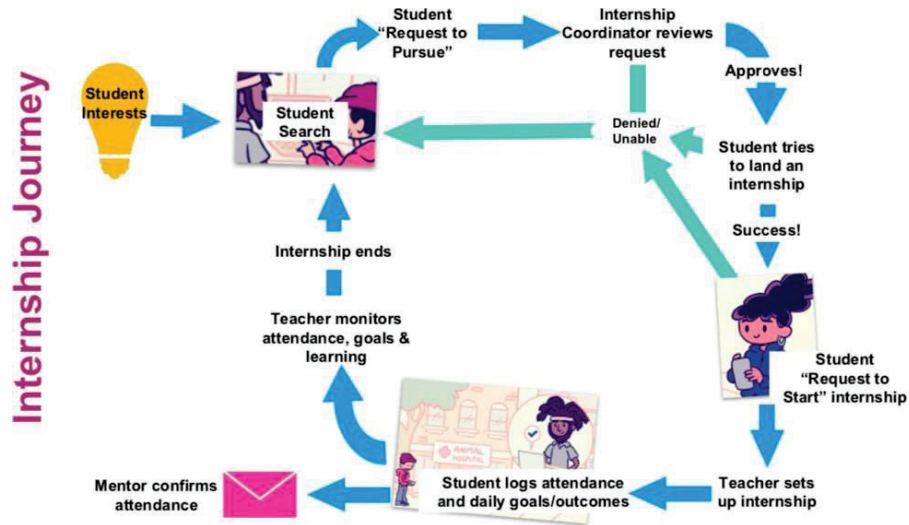 Internship Journey
Student
Interests
Student
Search
Student
“Request to
Pursue”
Internship
Coordinator reviews
request
Approves!
Denied/
Unable
Student tries
to land an
internship
Success!
Student
“Request to
Start” internship
Teacher sets
up internship
ANIMAL
HOSPITAL
Student logs attendance
and daily goals/outcomes
Mentor confirms
attendance
Teacher monitors
attendance, goals &
learning
Internship ends